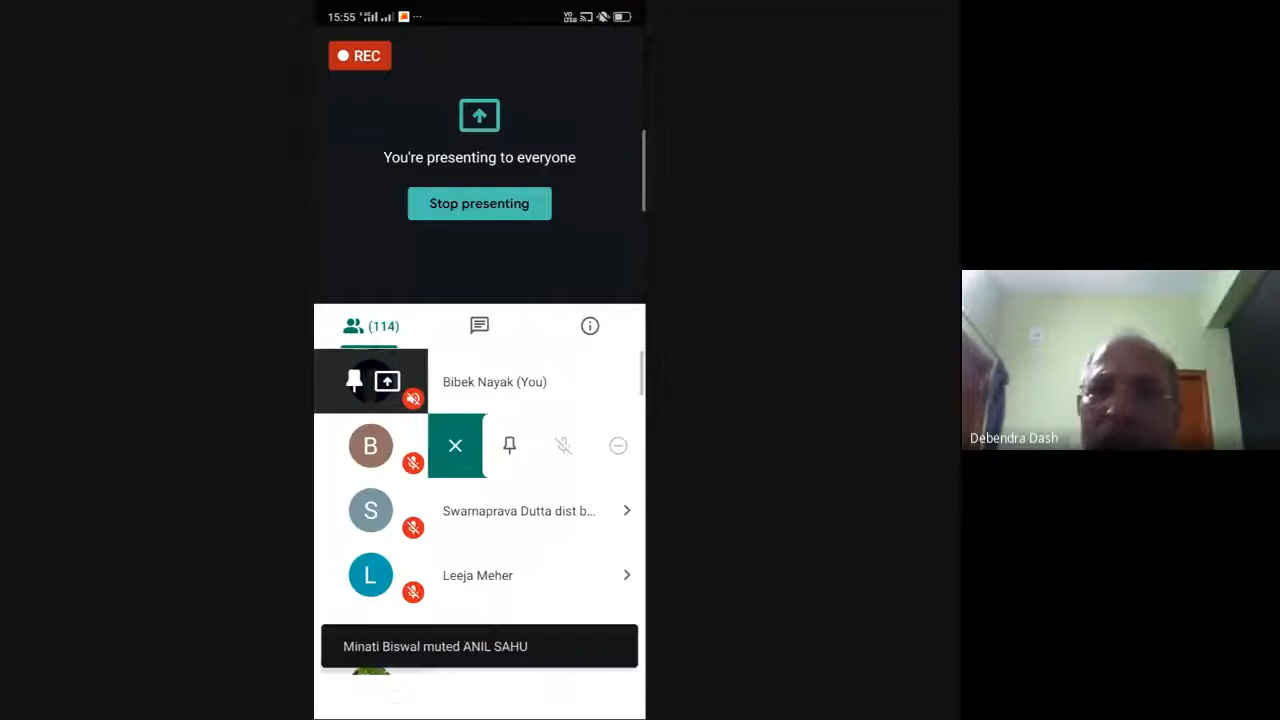 15:55
REC
You're presenting to everyone
Stop presenting
(114)
Bibek Nayak (You)
B
S
Swarnaprava Dutta dist b...
L
Leeja Meher
Minati Biswal muted ANIL SAHU
Debendra Dash